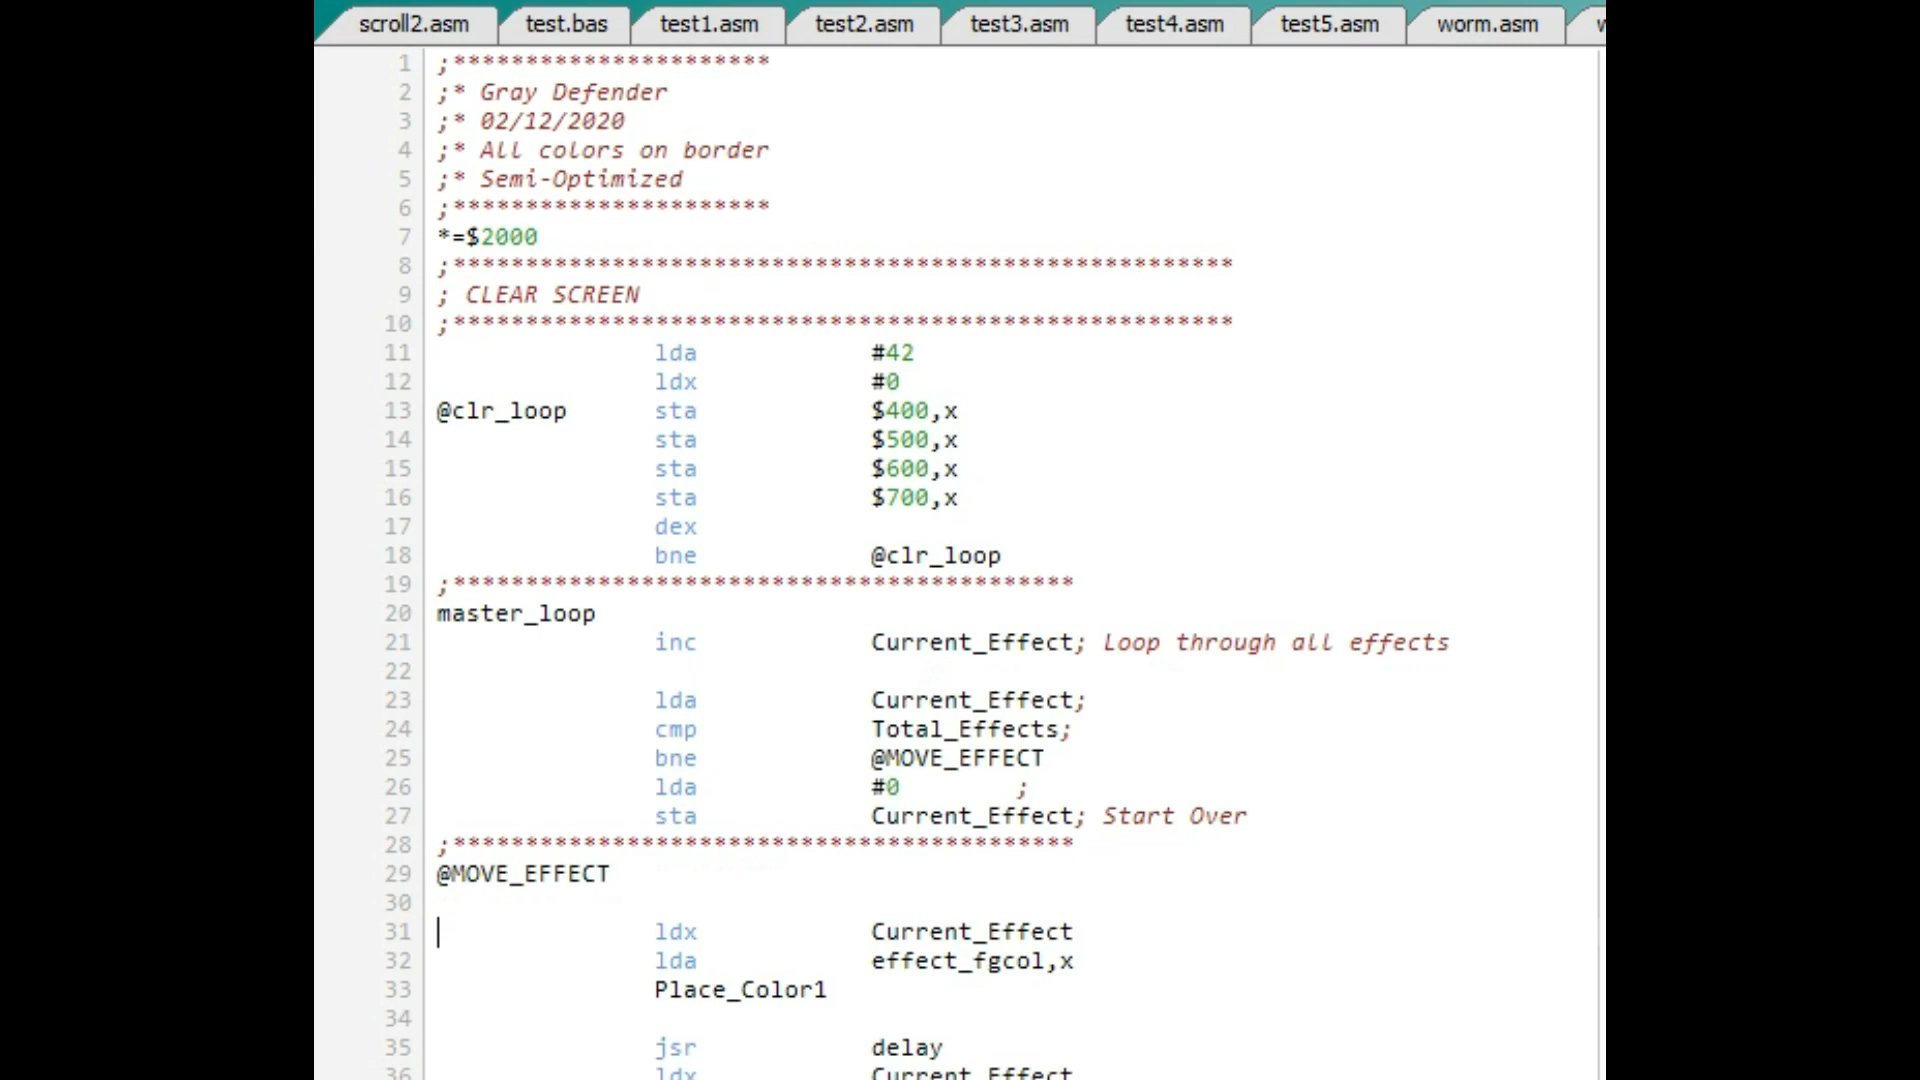 scroll2.asm test.bas test1.asm test2.asm test3.asm test4.asm test5.asm worm.asm
1 ;**********************
2 ;* Gray Defender
3 ;* 02/12/2020
4 ;* All colors on border
5 ;* Semi-Optimized
6 ;**********************
7 *=$2000
8 ;******************************************************
9 ; CLEAR SCREEN
10 ;******************************************************
11 lda #42
12 ldx #0
13 @clr_loop sta $400,x
14 sta $500,x
15 sta $600,x
16 sta $700,x
17 dex
18 bne @clr_loop
19 ;*******************************************
20 master_loop
21 inc Current_Effect; Loop through all effects
22
23 lda Current_Effect;
24 cmp Total_Effects;
25 bne @MOVE_EFFECT
26 lda #0 ;
27 sta Current_Effect; Start Over
28 ;*******************************************
29 @MOVE_EFFECT
30
31 ldx Current_Effect
32 lda effect_fgcol,x
33 Place_Color1
34
35 jsr delay
36 ldx Current_Effect